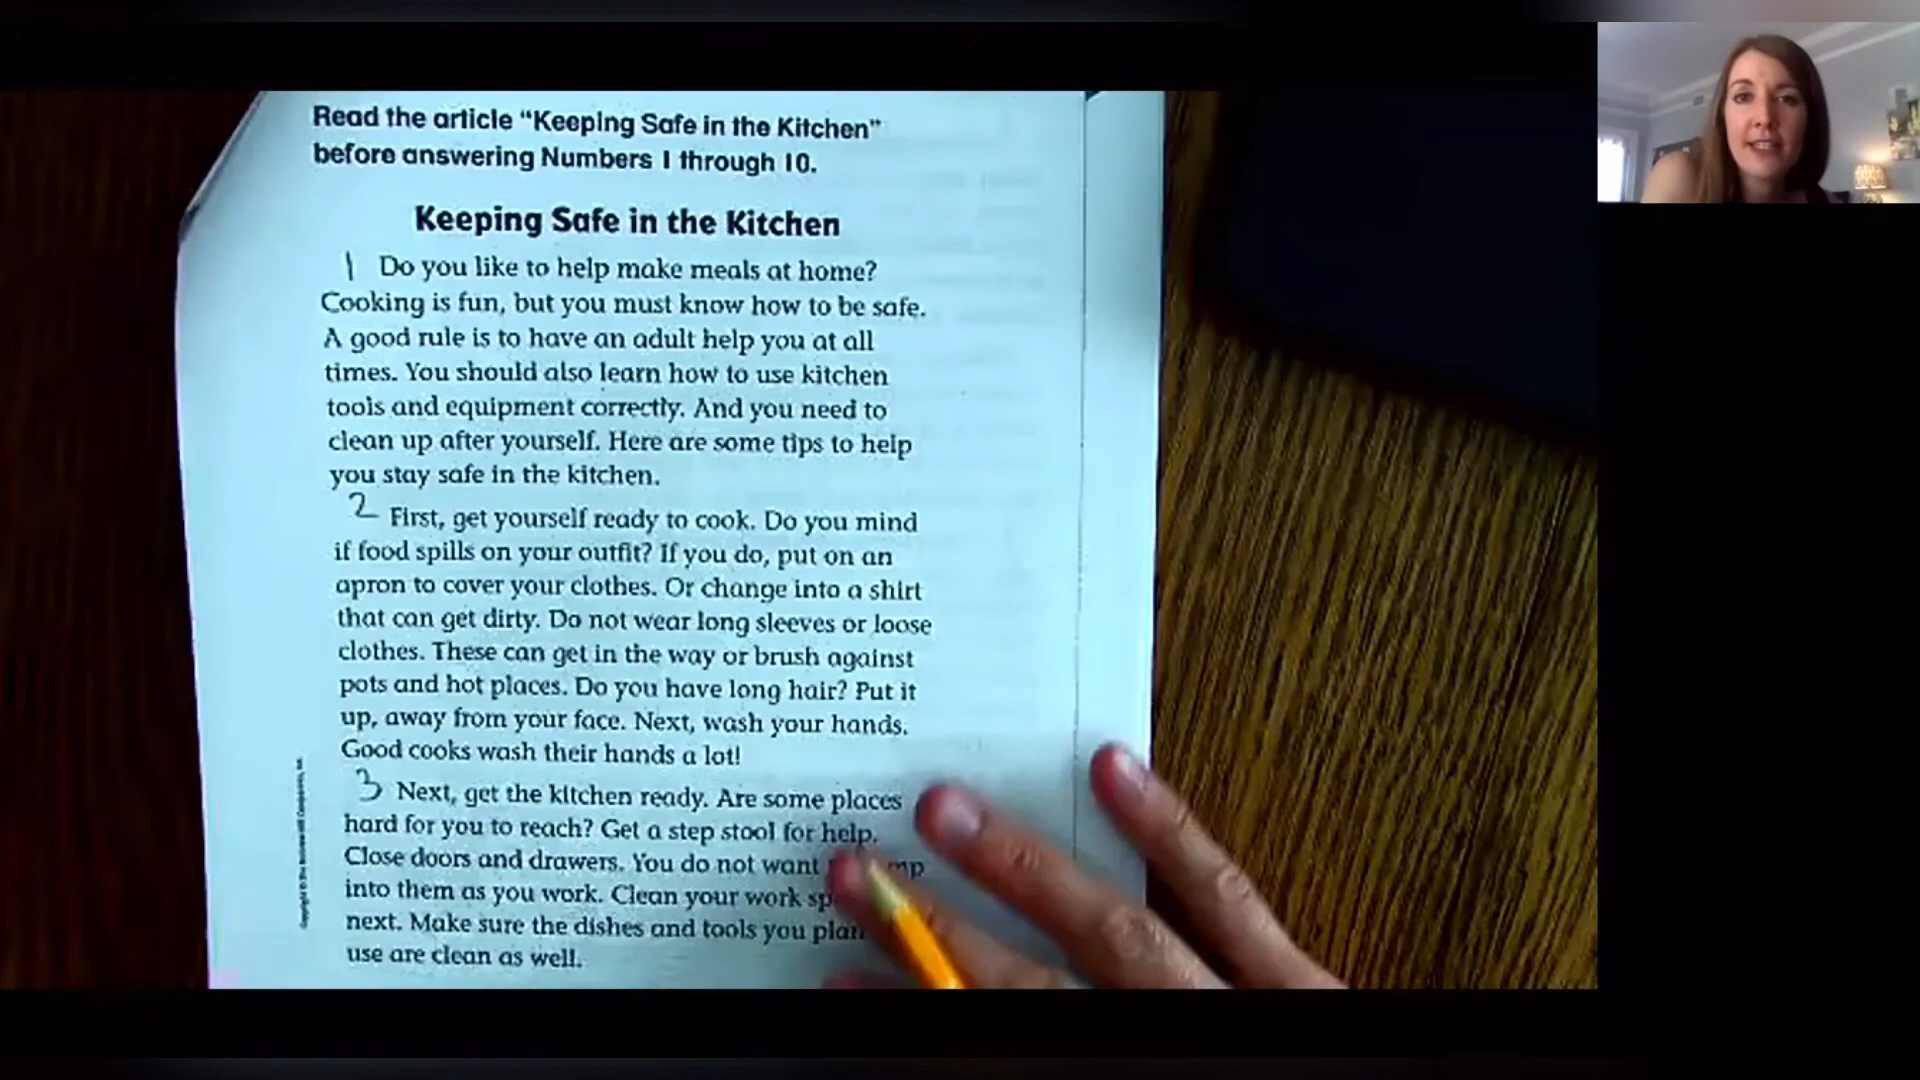 Read the article “Keeping Safe in the Kitchen”
before answering Numbers 1 through 10.
Keeping Safe in the Kitchen
1 Do you like to help make meals at home?
Cooking is fun, but you must know how to be safe.
A good rule is to have an adult help you at all
times. You should also learn how to use kitchen
tools and equipment correctly. And you need to
clean up after yourself. Here are some tips to help
you stay safe in the kitchen.
2 First, get yourself ready to cook. Do you mind
if food spills on your outfit? If you do, put on an
apron to cover your clothes. Or change into a shirt
that can get dirty. Do not wear long sleeves or loose
clothes. These can get in the way or brush against
pots and hot places. Do you have long hair? Put it
up, away from your face. Next, wash your hands.
Good cooks wash their hands a lot!
3 Next, get the kitchen ready. Are some places
hard for you to reach? Get a step stool for help.
Close doors and drawers. You do not want
into them as you work. Clean your work
next. Make sure the dishes and tools you plan
use are clean as well.